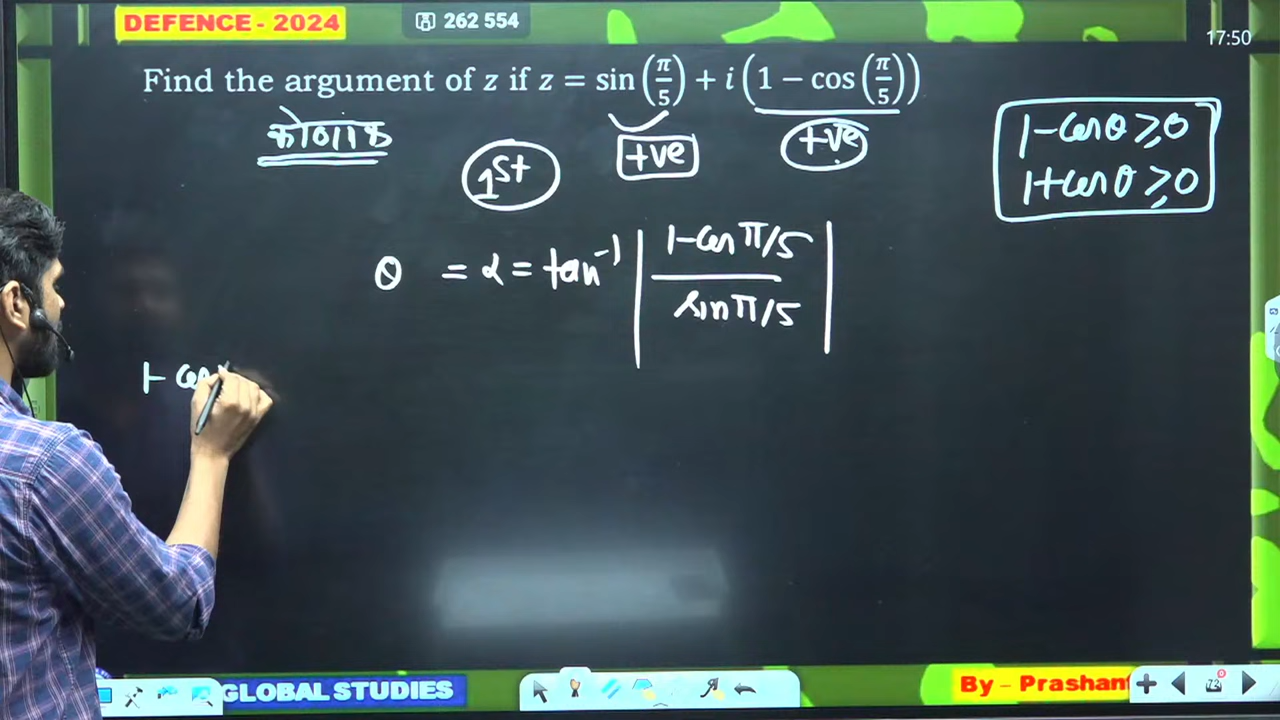 DEFENCE - 2024
262 554
17:50
Find the argument of z if z = sin (π/5) + i (1 − cos (π/5))
कोणांक
1st
+ve
+ve
1-cosθ ≥ 0
1+cosθ ≥ 0
θ = α = tan⁻¹ | 1-cos π/5 / sin π/5 |
1- cos
GLOBAL STUDIES
By – Prashant